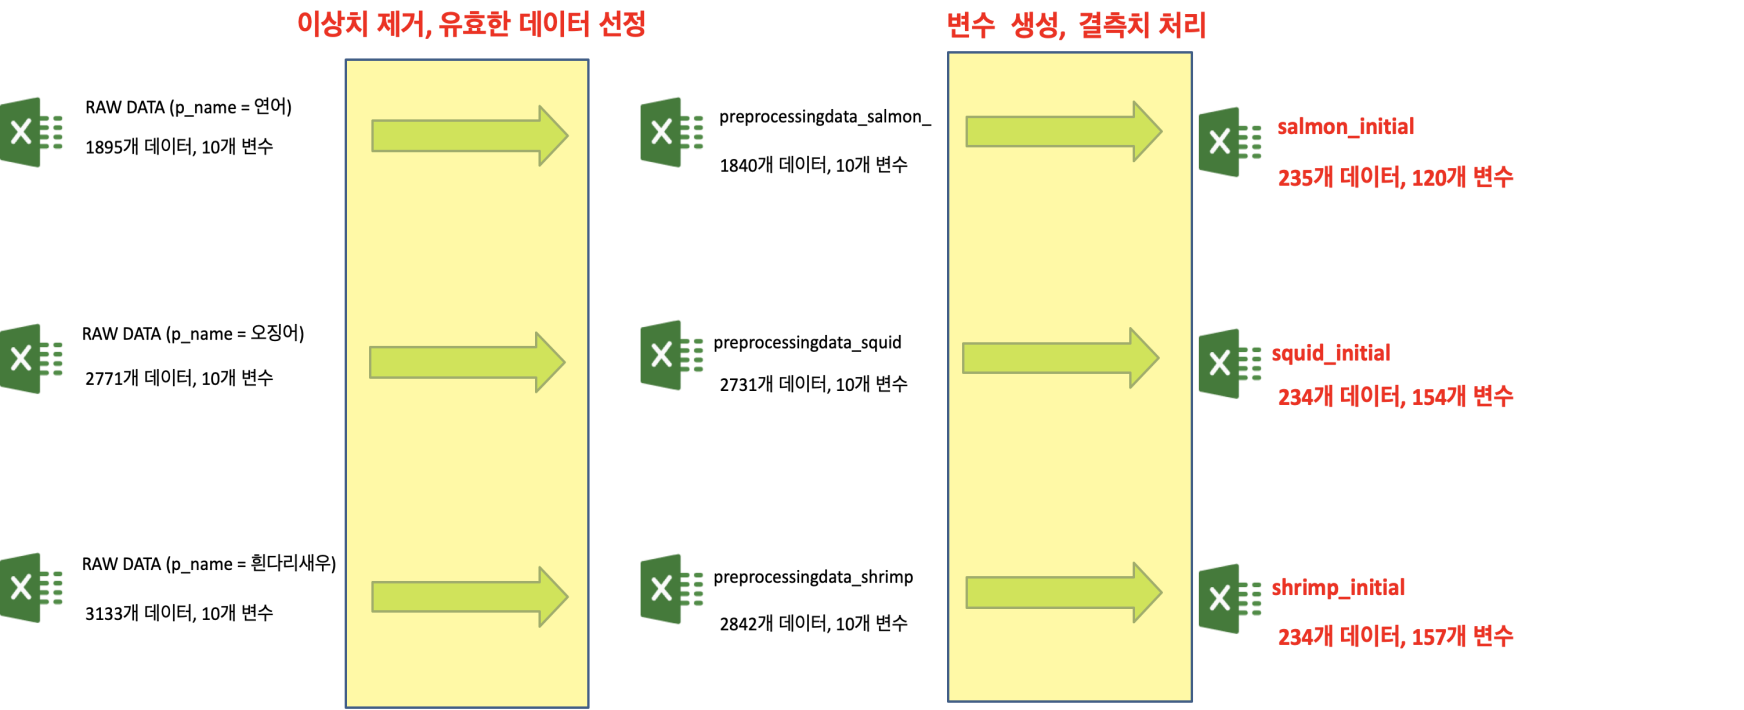 이상치 제거, 유효한 데이터 선정
변수 생성, 결측치 처리
RAW DATA (p_name = 연어)
1895개 데이터, 10개 변수
preprocessingdata_salmon_
1840개 데이터, 10개 변수
salmon_initial
235개 데이터, 120개 변수
RAW DATA (p_name = 오징어)
2771개 데이터, 10개 변수
preprocessingdata_squid
2731개 데이터, 10개 변수
squid_initial
234개 데이터, 154개 변수
RAW DATA (p_name = 흰다리새우)
3133개 데이터, 10개 변수
preprocessingdata_shrimp
2842개 데이터, 10개 변수
shrimp_initial
234개 데이터, 157개 변수